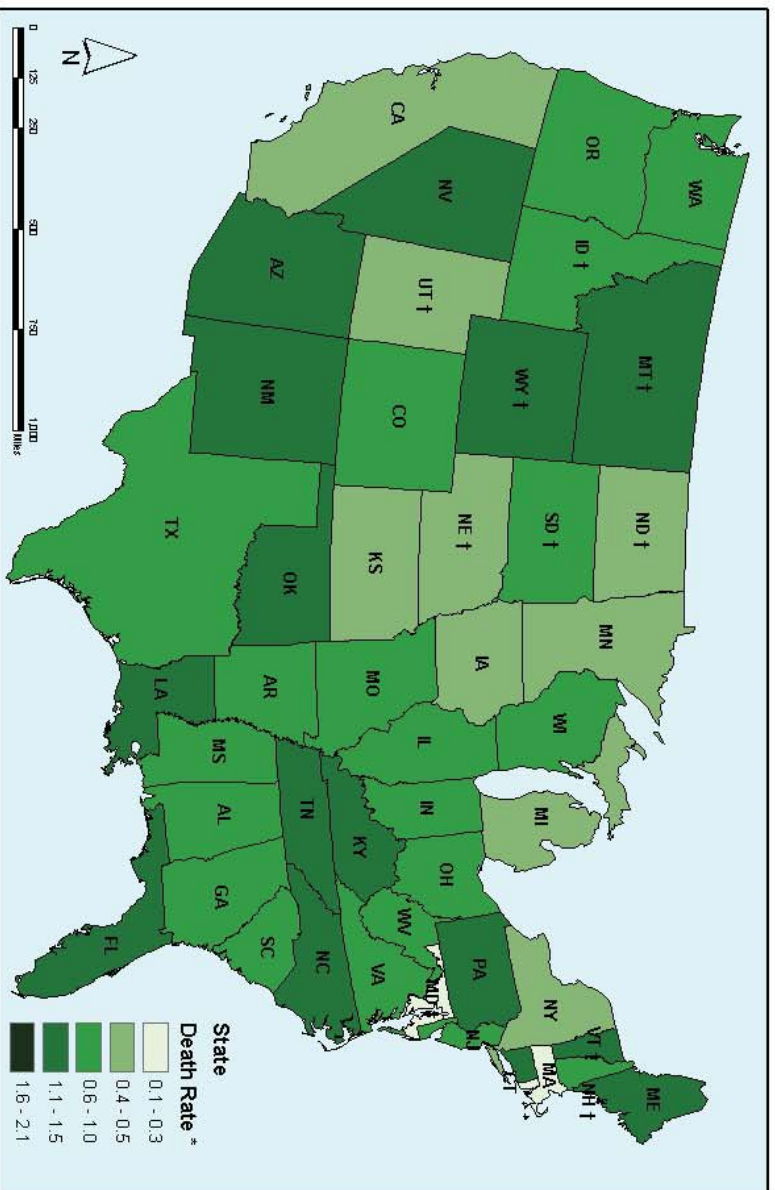 WA
OR
CA
NV
ID †
MT †
WY †
UT †
AZ
CO
NM
ND †
SD †
NE †
KS
OK
TX
MN
IA
MO
AR
LA
WI
IL
MI
IN
OH
KY
TN
MS
AL
GA
FL
SC
NC
VA
WV
PA
NY
VT †
NH †
ME
MA
CT
NJ
N
0 125 250 500 750 1,000
Miles
State
Death Rate *
0.1 - 0.3
0.4 - 0.5
0.6 - 1.0
1.1 - 1.5
1.6 - 2.1